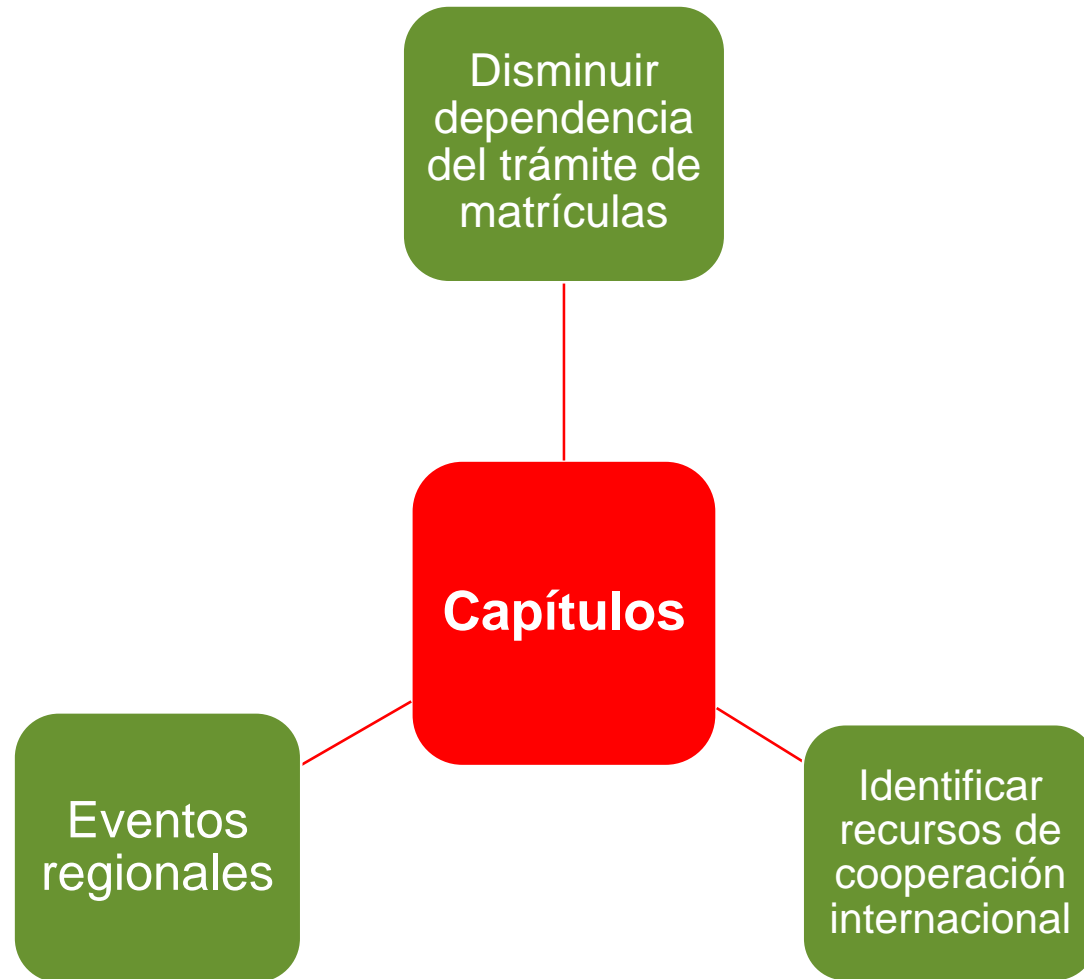 Disminuir
dependencia
del trámite de
matrículas
Capítulos
Eventos
regionales
Identificar
recursos de
cooperación
internacional